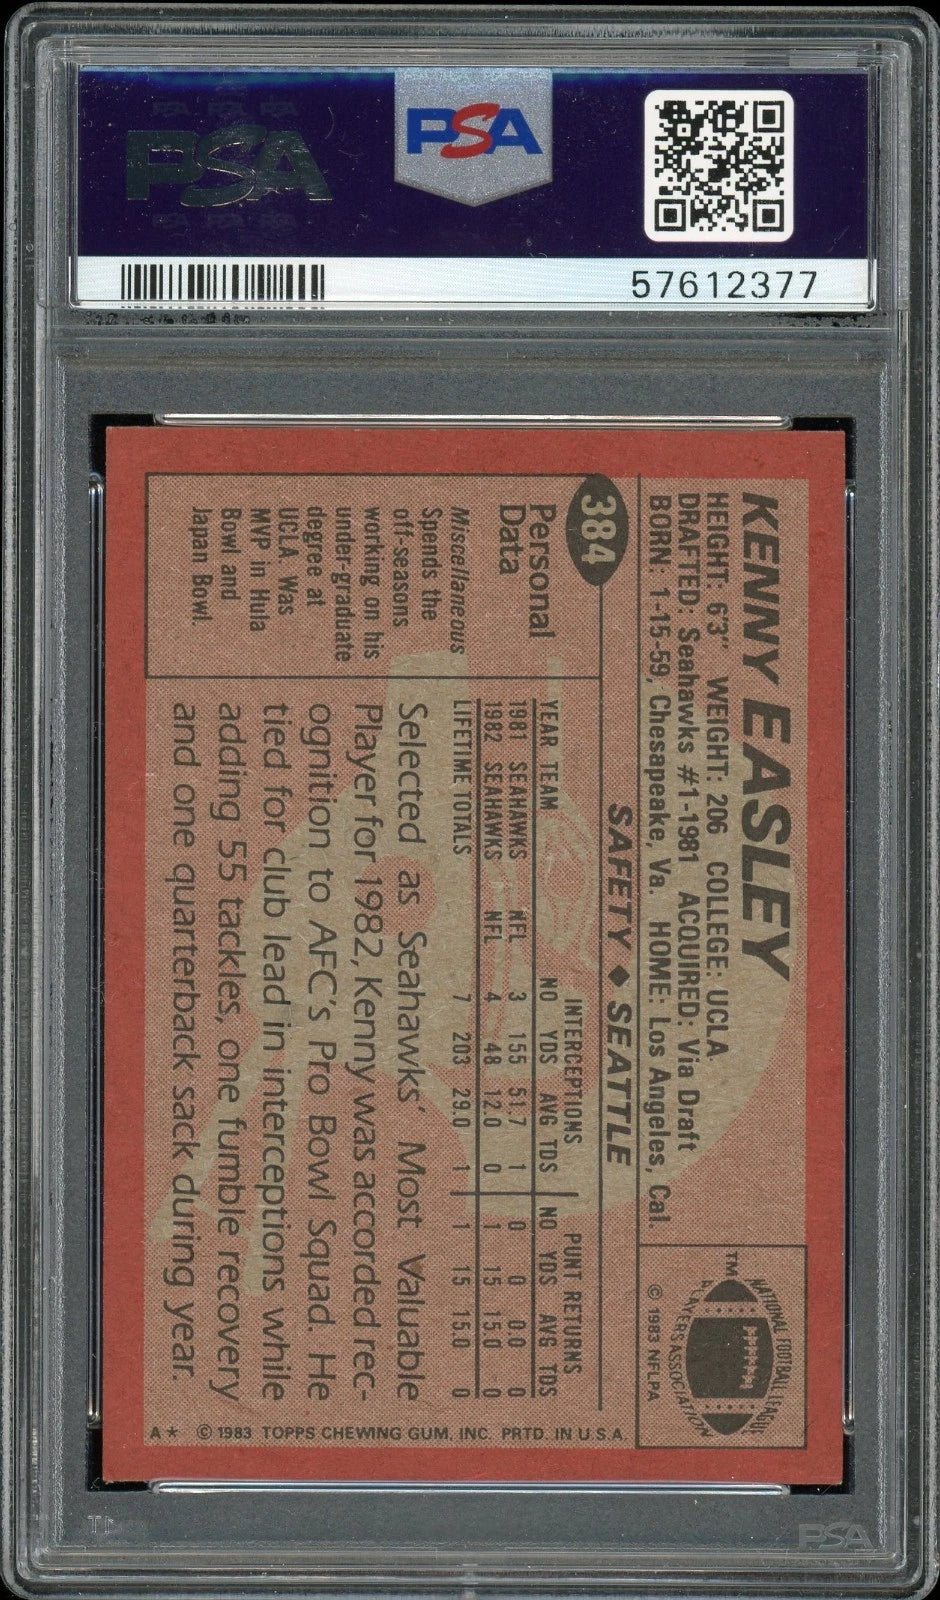 PSA
PSA
57612377
KENNY EASLEY
HEIGHT: 6'3" WEIGHT: 206 COLLEGE: UCLA.
DRAFTED: Seahawks #1-1981 ACQUIRED: Via Draft
BORN: 1-15-59, Chesapeake, Va. HOME: Los Angeles, Cal.
TM
NATIONAL FOOTBALL LEAGUE
PLAYERS ASSOCIATION
© 1983 NFLPA
384
SAFETY ♦ SEATTLE
Personal
Data
Miscellaneous
Spends the
off-seasons
working on his
under-graduate
degree at
UCLA. Was
MVP in Hula
Bowl and
Japan Bowl.
INTERCEPTIONS PUNT RETURNS
YEAR TEAM NO YDS AVG TDS NO YDS AVG TDS
1981 SEAHAWKS NFL 3 155 51.7 1 0 0 0.0 0
1982 SEAHAWKS NFL 4 48 12.0 0 1 15 15.0 0
LIFETIME TOTALS 7 203 29.0 1 1 15 15.0 0
Selected as Seahawks' Most Valuable
Player for 1982, Kenny was accorded rec-
ognition to AFC's Pro Bowl Squad. He
tied for club lead in interceptions while
adding 55 tackles, one fumble recovery
and one quarterback sack during year.
A* © 1983 TOPPS CHEWING GUM, INC. PRTD. IN U.S.A.
PSA